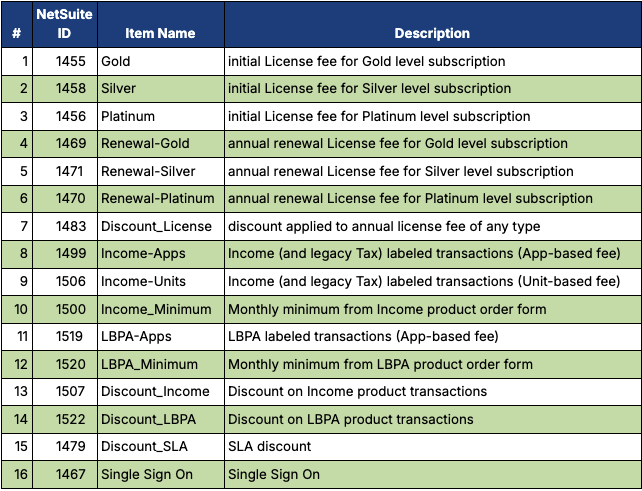 # NetSuite ID Item Name Description
1 1455 Gold initial License fee for Gold level subscription
2 1458 Silver initial License fee for Silver level subscription
3 1456 Platinum initial License fee for Platinum level subscription
4 1469 Renewal-Gold annual renewal License fee for Gold level subscription
5 1471 Renewal-Silver annual renewal License fee for Silver level subscription
6 1470 Renewal-Platinum annual renewal License fee for Platinum level subscription
7 1483 Discount_License discount applied to annual license fee of any type
8 1499 Income-Apps Income (and legacy Tax) labeled transactions (App-based fee)
9 1506 Income-Units Income (and legacy Tax) labeled transactions (Unit-based fee)
10 1500 Income_Minimum Monthly minimum from Income product order form
11 1519 LBPA-Apps LBPA labeled transactions (App-based fee)
12 1520 LBPA_Minimum Monthly minimum from LBPA product order form
13 1507 Discount_Income Discount on Income product transactions
14 1522 Discount_LBPA Discount on LBPA product transactions
15 1479 Discount_SLA SLA discount
16 1467 Single Sign On Single Sign On